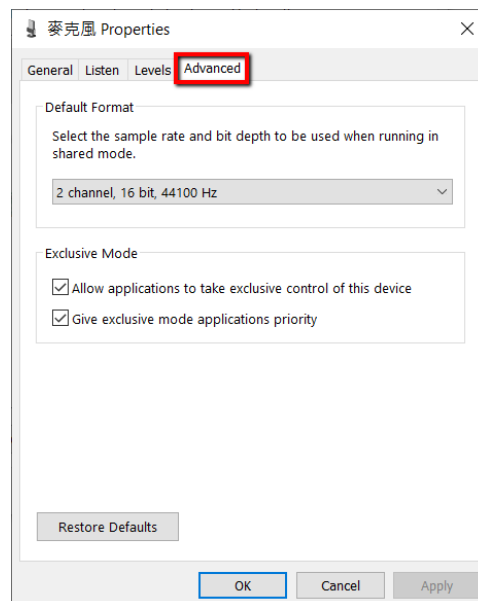 麥克風 Properties
General Listen Levels Advanced
Default Format
Select the sample rate and bit depth to be used when running in
shared mode.
2 channel, 16 bit, 44100 Hz
Exclusive Mode
Allow applications to take exclusive control of this device
Give exclusive mode applications priority
Restore Defaults
OK Cancel Apply